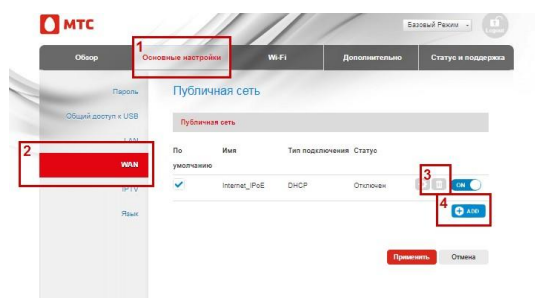 МТС
Базовый Режим
Обзор
1
Основные настройки
Wi-Fi
Дополнительно
Статус и поддержка
Пароль
Публичная сеть
Общий доступ к USB
Публичная сеть
LAN
2
WAN
По умолчанию
Имя
Тип подключения
Статус
3
Internet_IPoE
DHCP
Отключен
ON
IPTV
4
ADD
Язык
Применить
Отмена